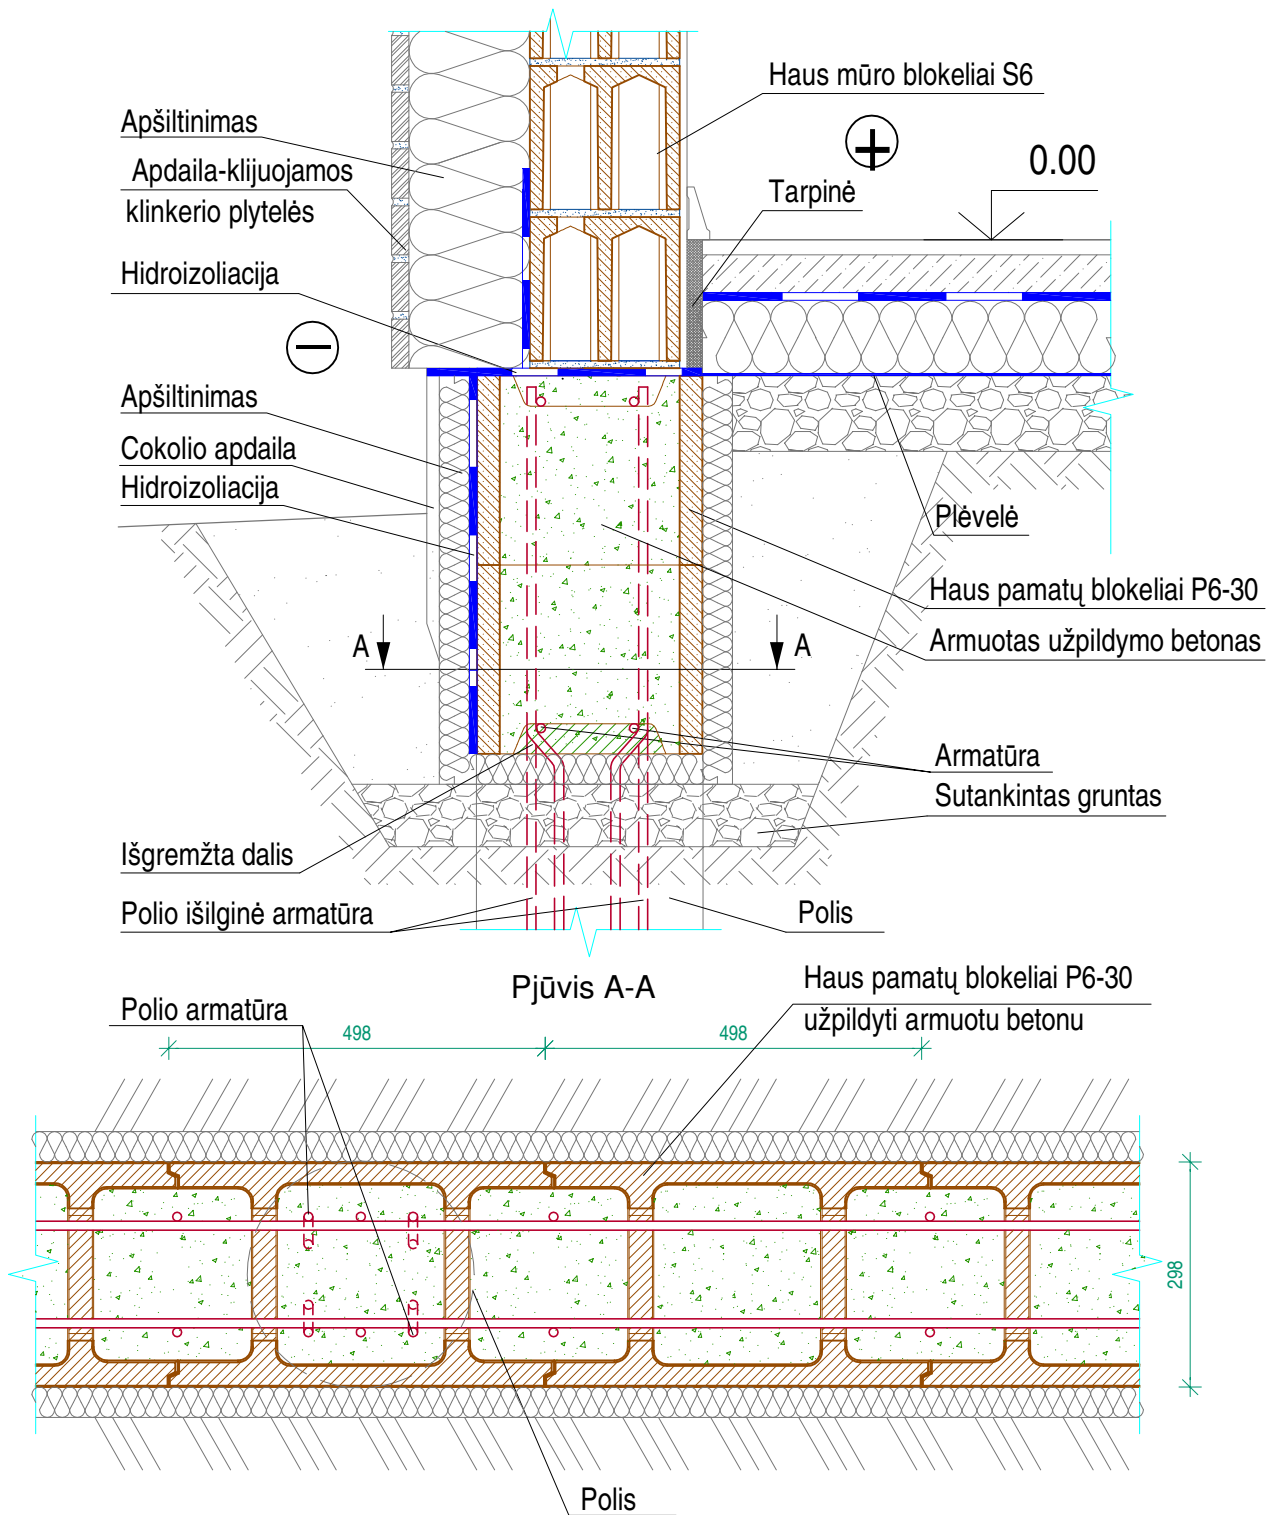 Haus mūro blokeliai S6
Apšiltinimas
Apdaila-klijuojamos
klinkerio plytelės
0.00
Tarpinė
Hidroizoliacija
Apšiltinimas
Cokolio apdaila
Hidroizoliacija
Plėvelė
Haus pamatų blokeliai P6-30
Armuotas užpildymo betonas
A
A
Armatūra
Sutankintas gruntas
Išgremžta dalis
Polio išilginė armatūra
Polis
Pjūvis A-A
Haus pamatų blokeliai P6-30
užpildyti armuotu betonu
Polio armatūra
498
498
298
Polis